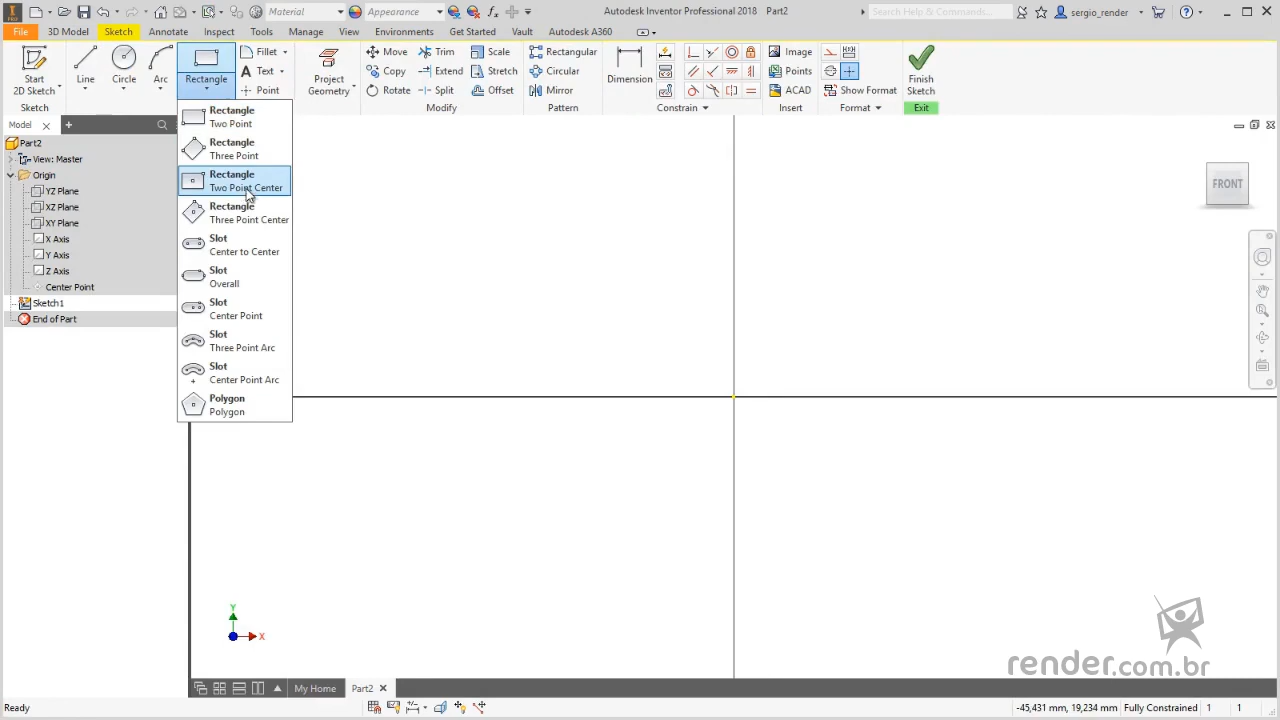 Material
Appearance
Autodesk Inventor Professional 2018 Part2
Search Help & Commands...
sergio_render
File
Sketch
3D Model
Annotate
Inspect
Tools
Manage
View
Environments
Get Started
Vault
Autodesk A360
Start
2D Sketch
Line
Circle
Arc
Rectangle
Fillet
Text
Point
Project
Geometry
Move
Copy
Rotate
Trim
Extend
Split
Scale
Stretch
Offset
Rectangular
Circular
Mirror
Dimension
Image
Points
ACAD
Show Format
Finish
Sketch
Sketch
Modify
Pattern
Constrain
Insert
Format
Exit
Model
Part2
View: Master
Origin
YZ Plane
XZ Plane
XY Plane
X Axis
Y Axis
Z Axis
Center Point
Sketch1
End of Part
Rectangle
Two Point
Rectangle
Three Point
Rectangle
Two Point Center
Rectangle
Three Point Center
Slot
Center to Center
Slot
Overall
Slot
Center Point
Slot
Three Point Arc
Slot
Center Point Arc
Polygon
Polygon
FRONT
Y
X
render.com.br
My Home
Part2
Ready
-45,431 mm, 19,234 mm
Fully Constrained
1
1